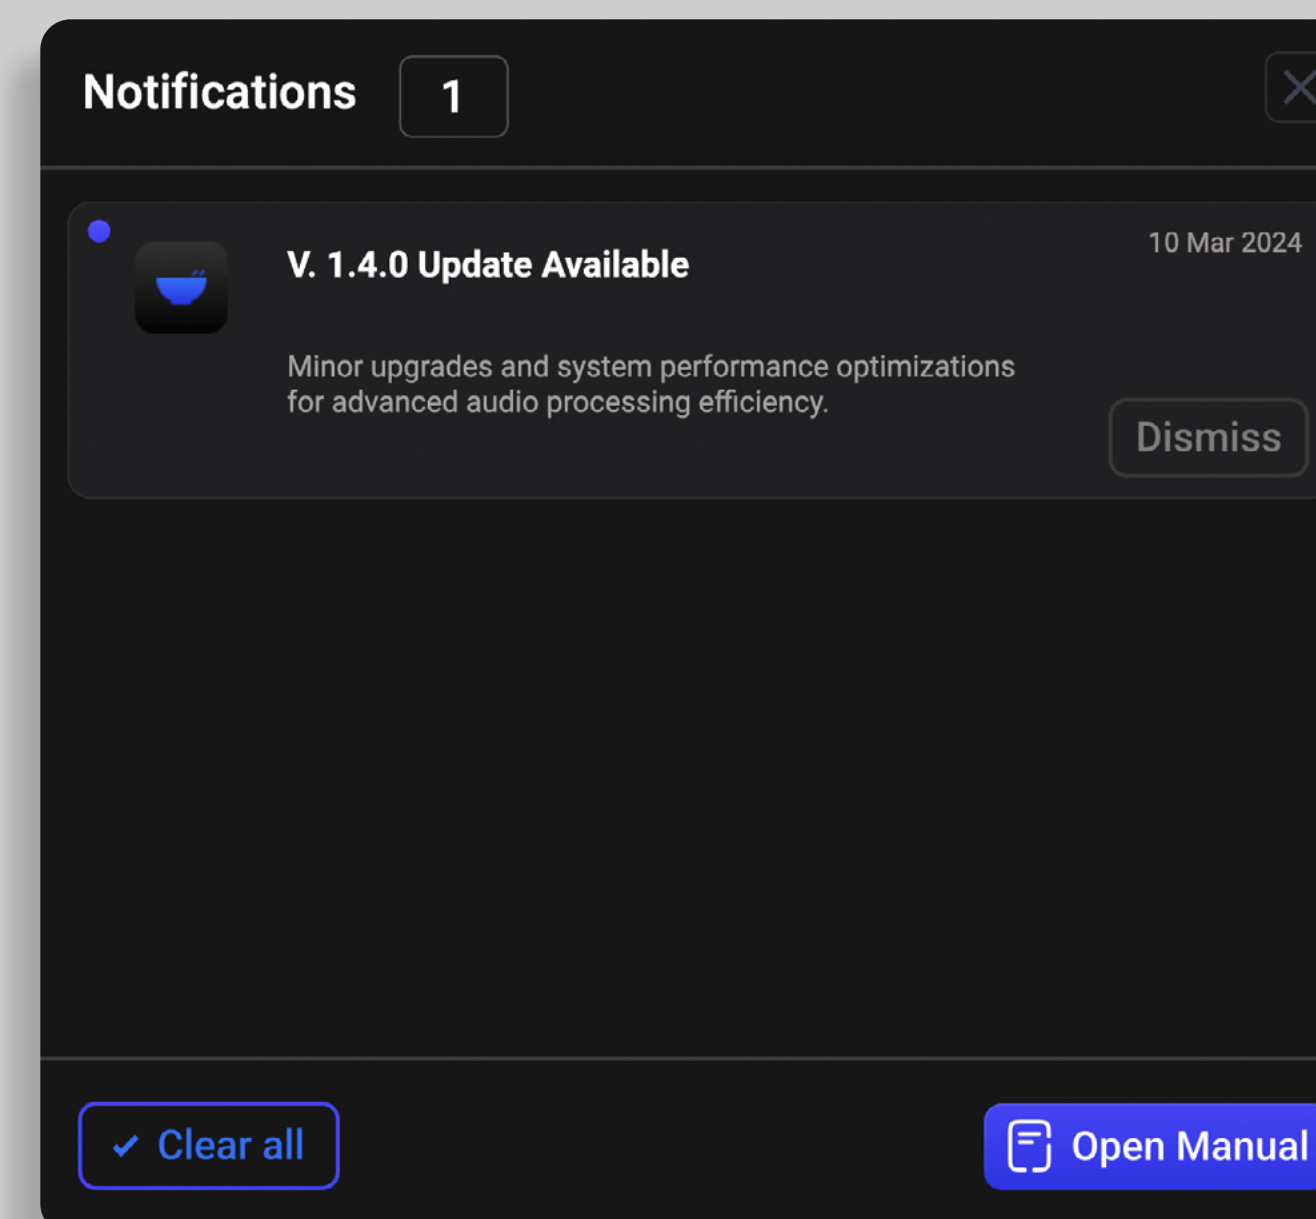 Notifications 1
V. 1.4.0 Update Available
10 Mar 2024
Minor upgrades and system performance optimizations
for advanced audio processing efficiency.
Dismiss
Clear all
Open Manual